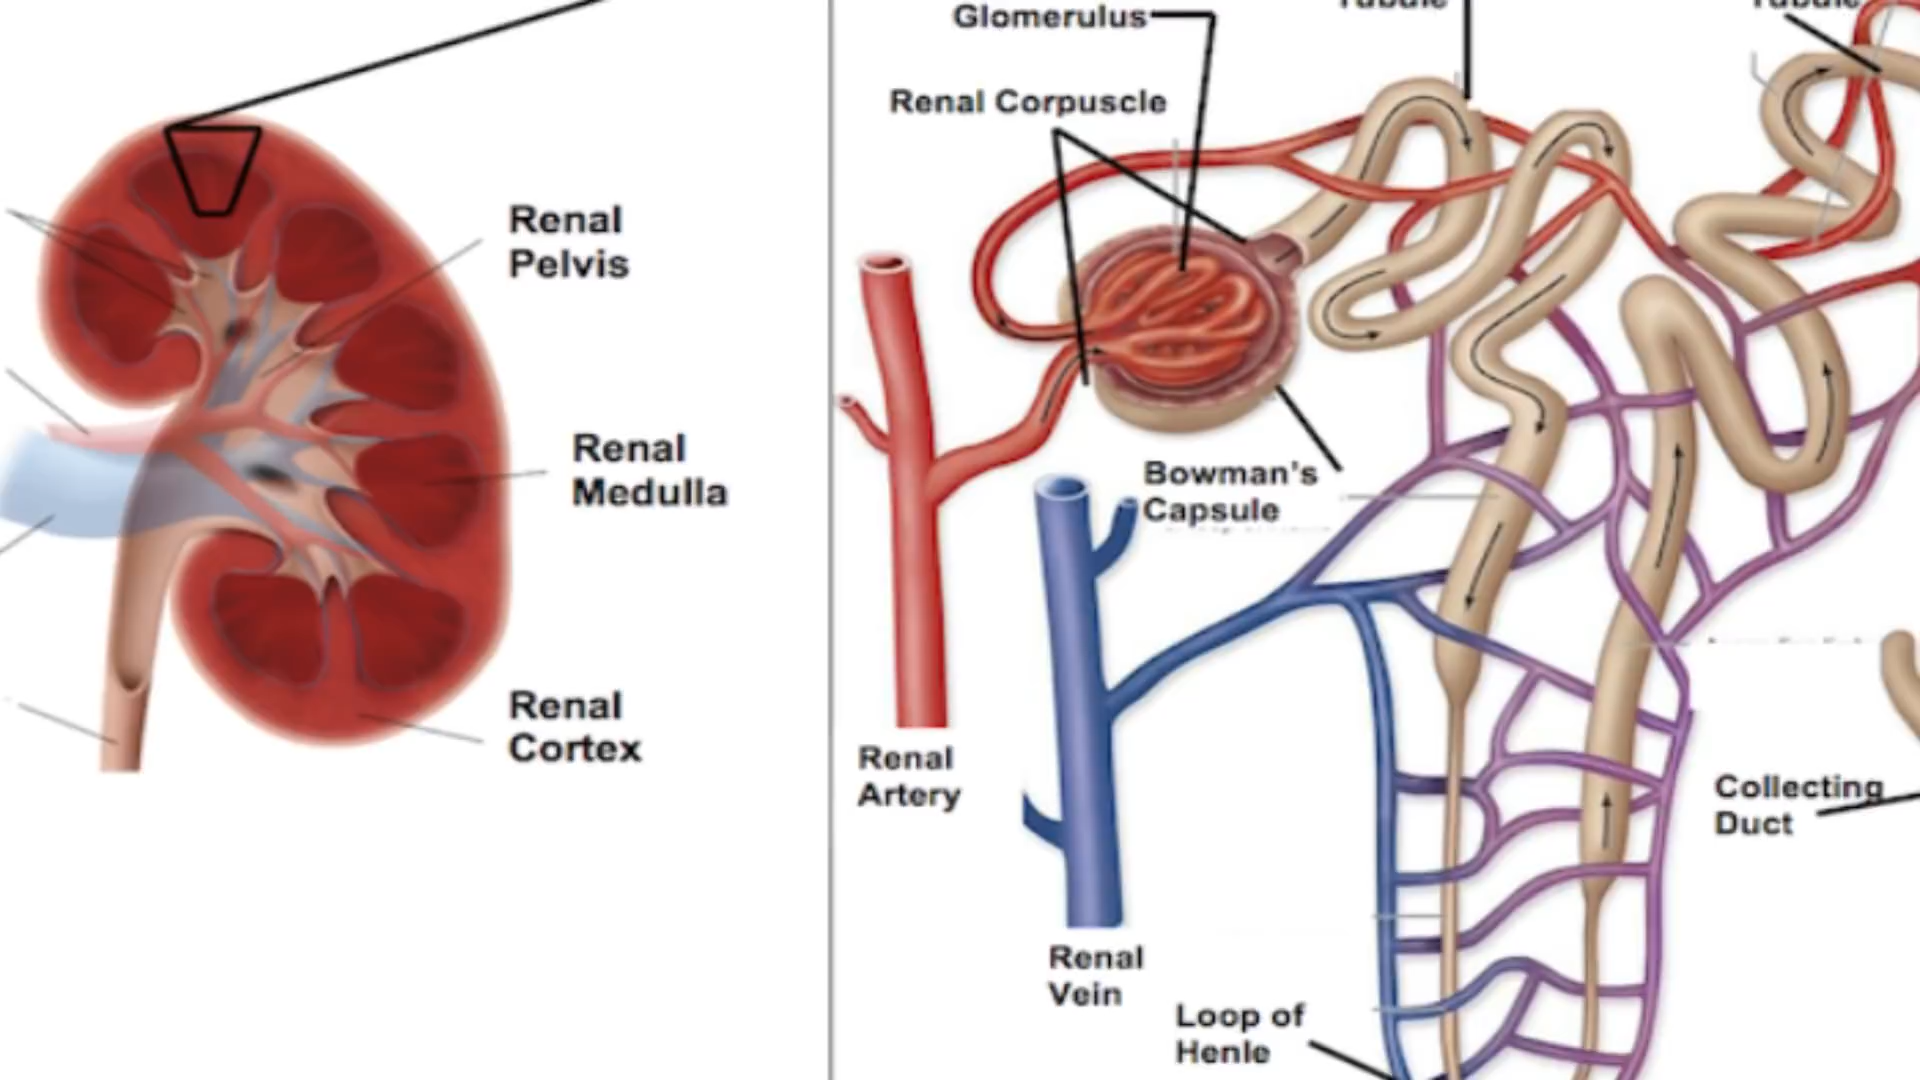 Glomerulus
Renal Corpuscle
Renal
Pelvis
Renal
Medulla
Renal
Cortex
Bowman's
Capsule
Renal
Artery
Renal
Vein
Loop of
Henle
Collecting
Duct